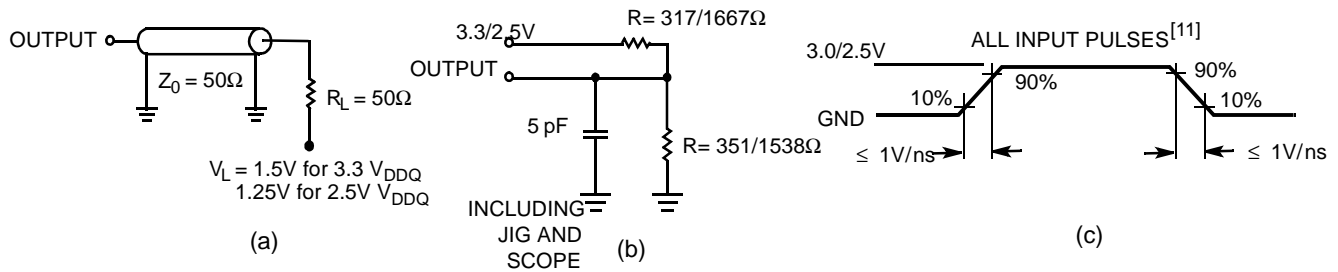 OUTPUT
Z0 = 50Ω
RL = 50Ω
VL = 1.5V for 3.3 VDDQ
1.25V for 2.5V VDDQ
(a)
R= 317/1667Ω
3.3/2.5V
OUTPUT
5 pF
R= 351/1538Ω
INCLUDING
JIG AND
SCOPE
(b)
ALL INPUT PULSES[11]
3.0/2.5V
90%
90%
10%
10%
GND
≤ 1V/ns
≤ 1V/ns
(c)